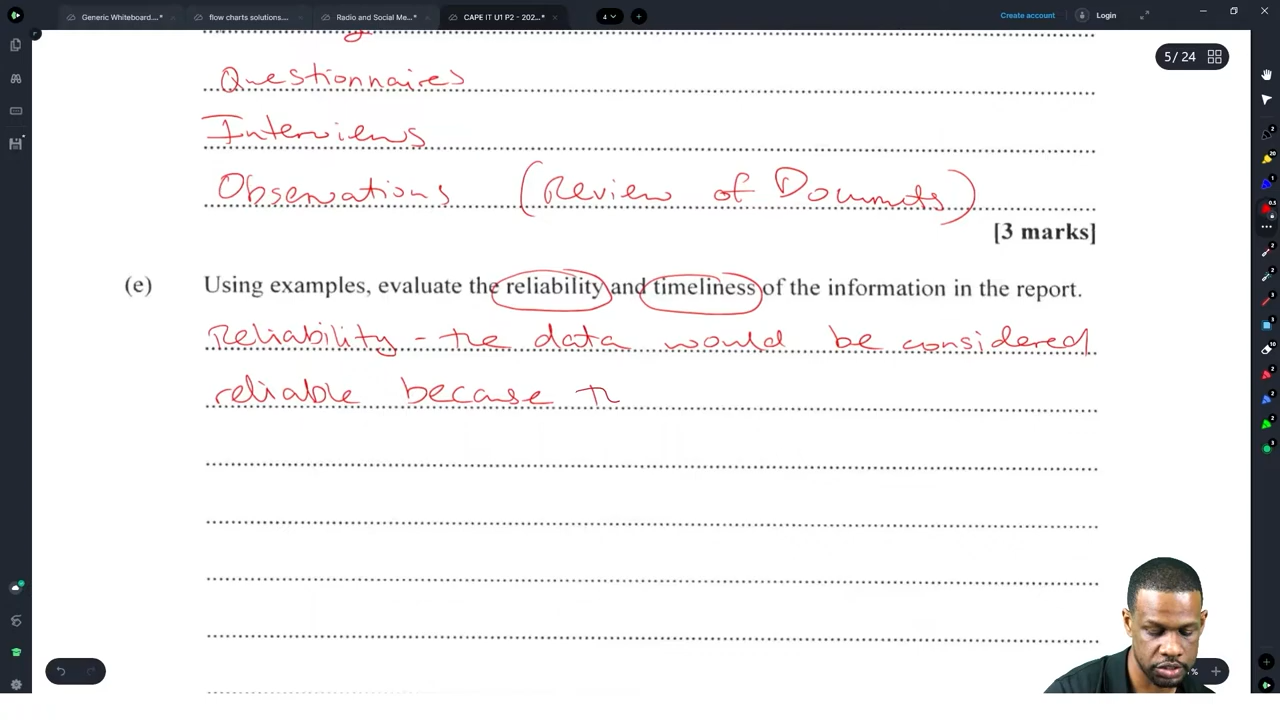 Generic Whiteboard....*
flow charts solutions....
Radio and Social Me...*
CAPE IT U1 P2 - 202...*
4
Create account
Login
5 / 24
Questionnaires
Interviews
Observations (Review of Documents)
[3 marks]
(e) Using examples, evaluate the reliability and timeliness of the information in the report.
Reliability - the data would be considered
reliable because th